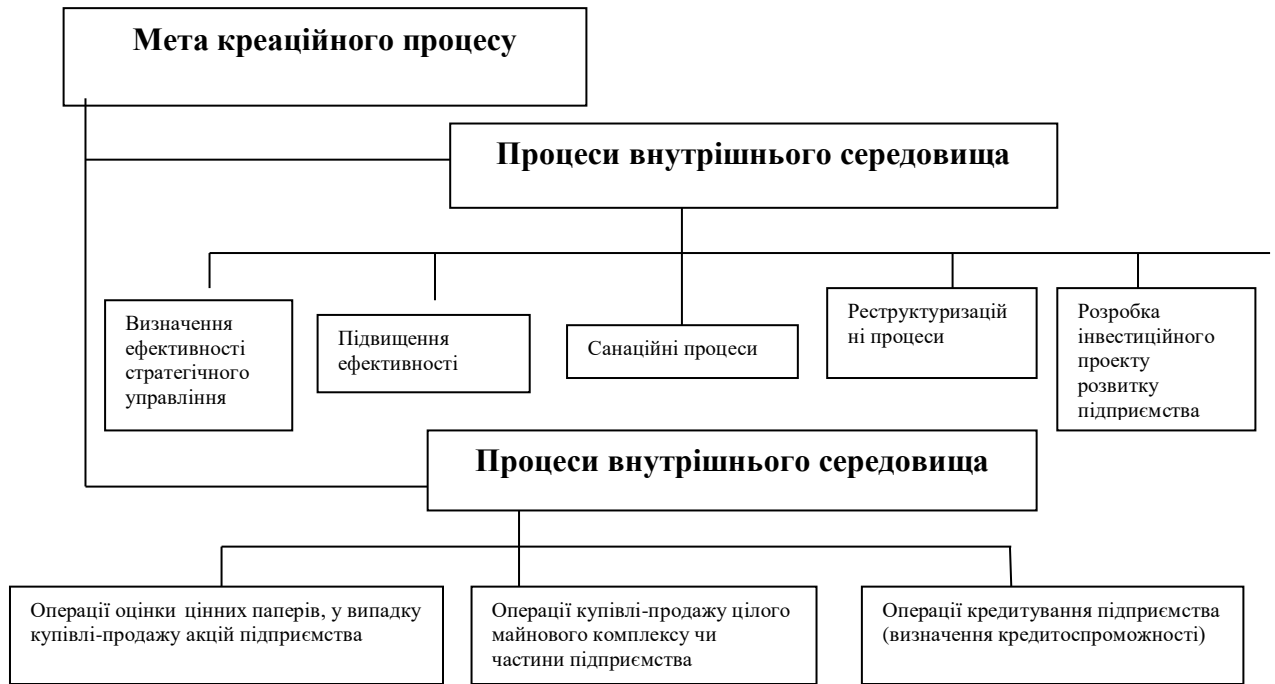 Мета креаційного процесу
Процеси внутрішнього середовища
Визначення
ефективності
стратегічного
управління
Підвищення
ефективності
Санаційні процеси
Реструктуризацій
ні процеси
Розробка
інвестиційного
проекту
розвитку
підприємства
Процеси внутрішнього середовища
Операції оцінки цінних паперів, у випадку
купівлі-продажу акцій підприємства
Операції купівлі-продажу цілого
майнового комплексу чи
частини підприємства
Операції кредитування підприємства
(визначення кредитоспроможності)